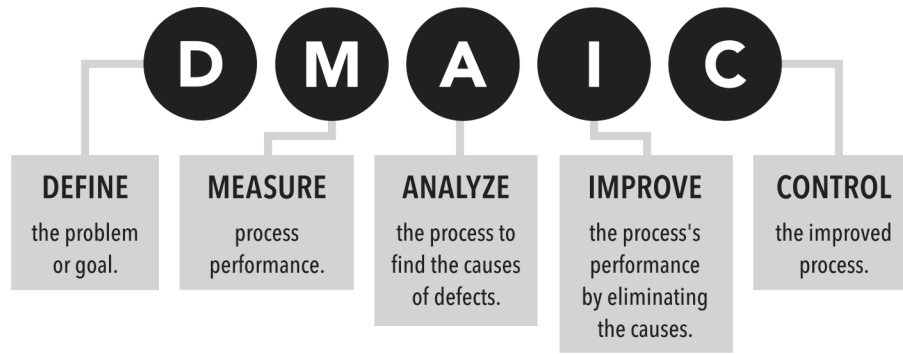 D M A I C
DEFINE
the problem
or goal.
MEASURE
process
performance.
ANALYZE
the process to
find the causes
of defects.
IMPROVE
the process's
performance
by eliminating
the causes.
CONTROL
the improved
process.